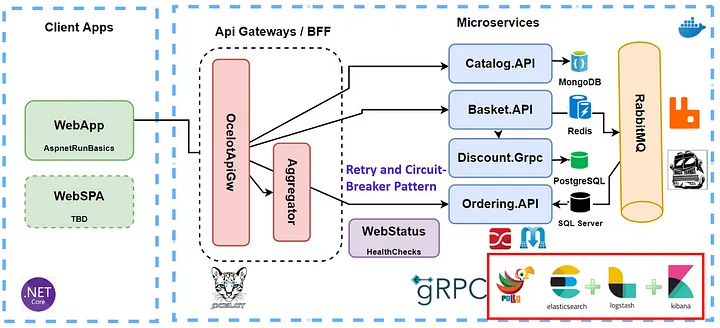 Client Apps
WebApp
AspnetRunBasics
WebSPA
TBD
.NET
Core
Api Gateways / BFF
OcelotApiGw
Aggregator
OCELOT
Retry and Circuit-
Breaker Pattern
WebStatus
HealthChecks
Microservices
Catalog.API
MongoDB
Basket.API
Redis
Discount.Grpc
PostgreSQL
Ordering.API
SQL Server
RabbitMQ
gRPC
elasticsearch
logstash
kibana